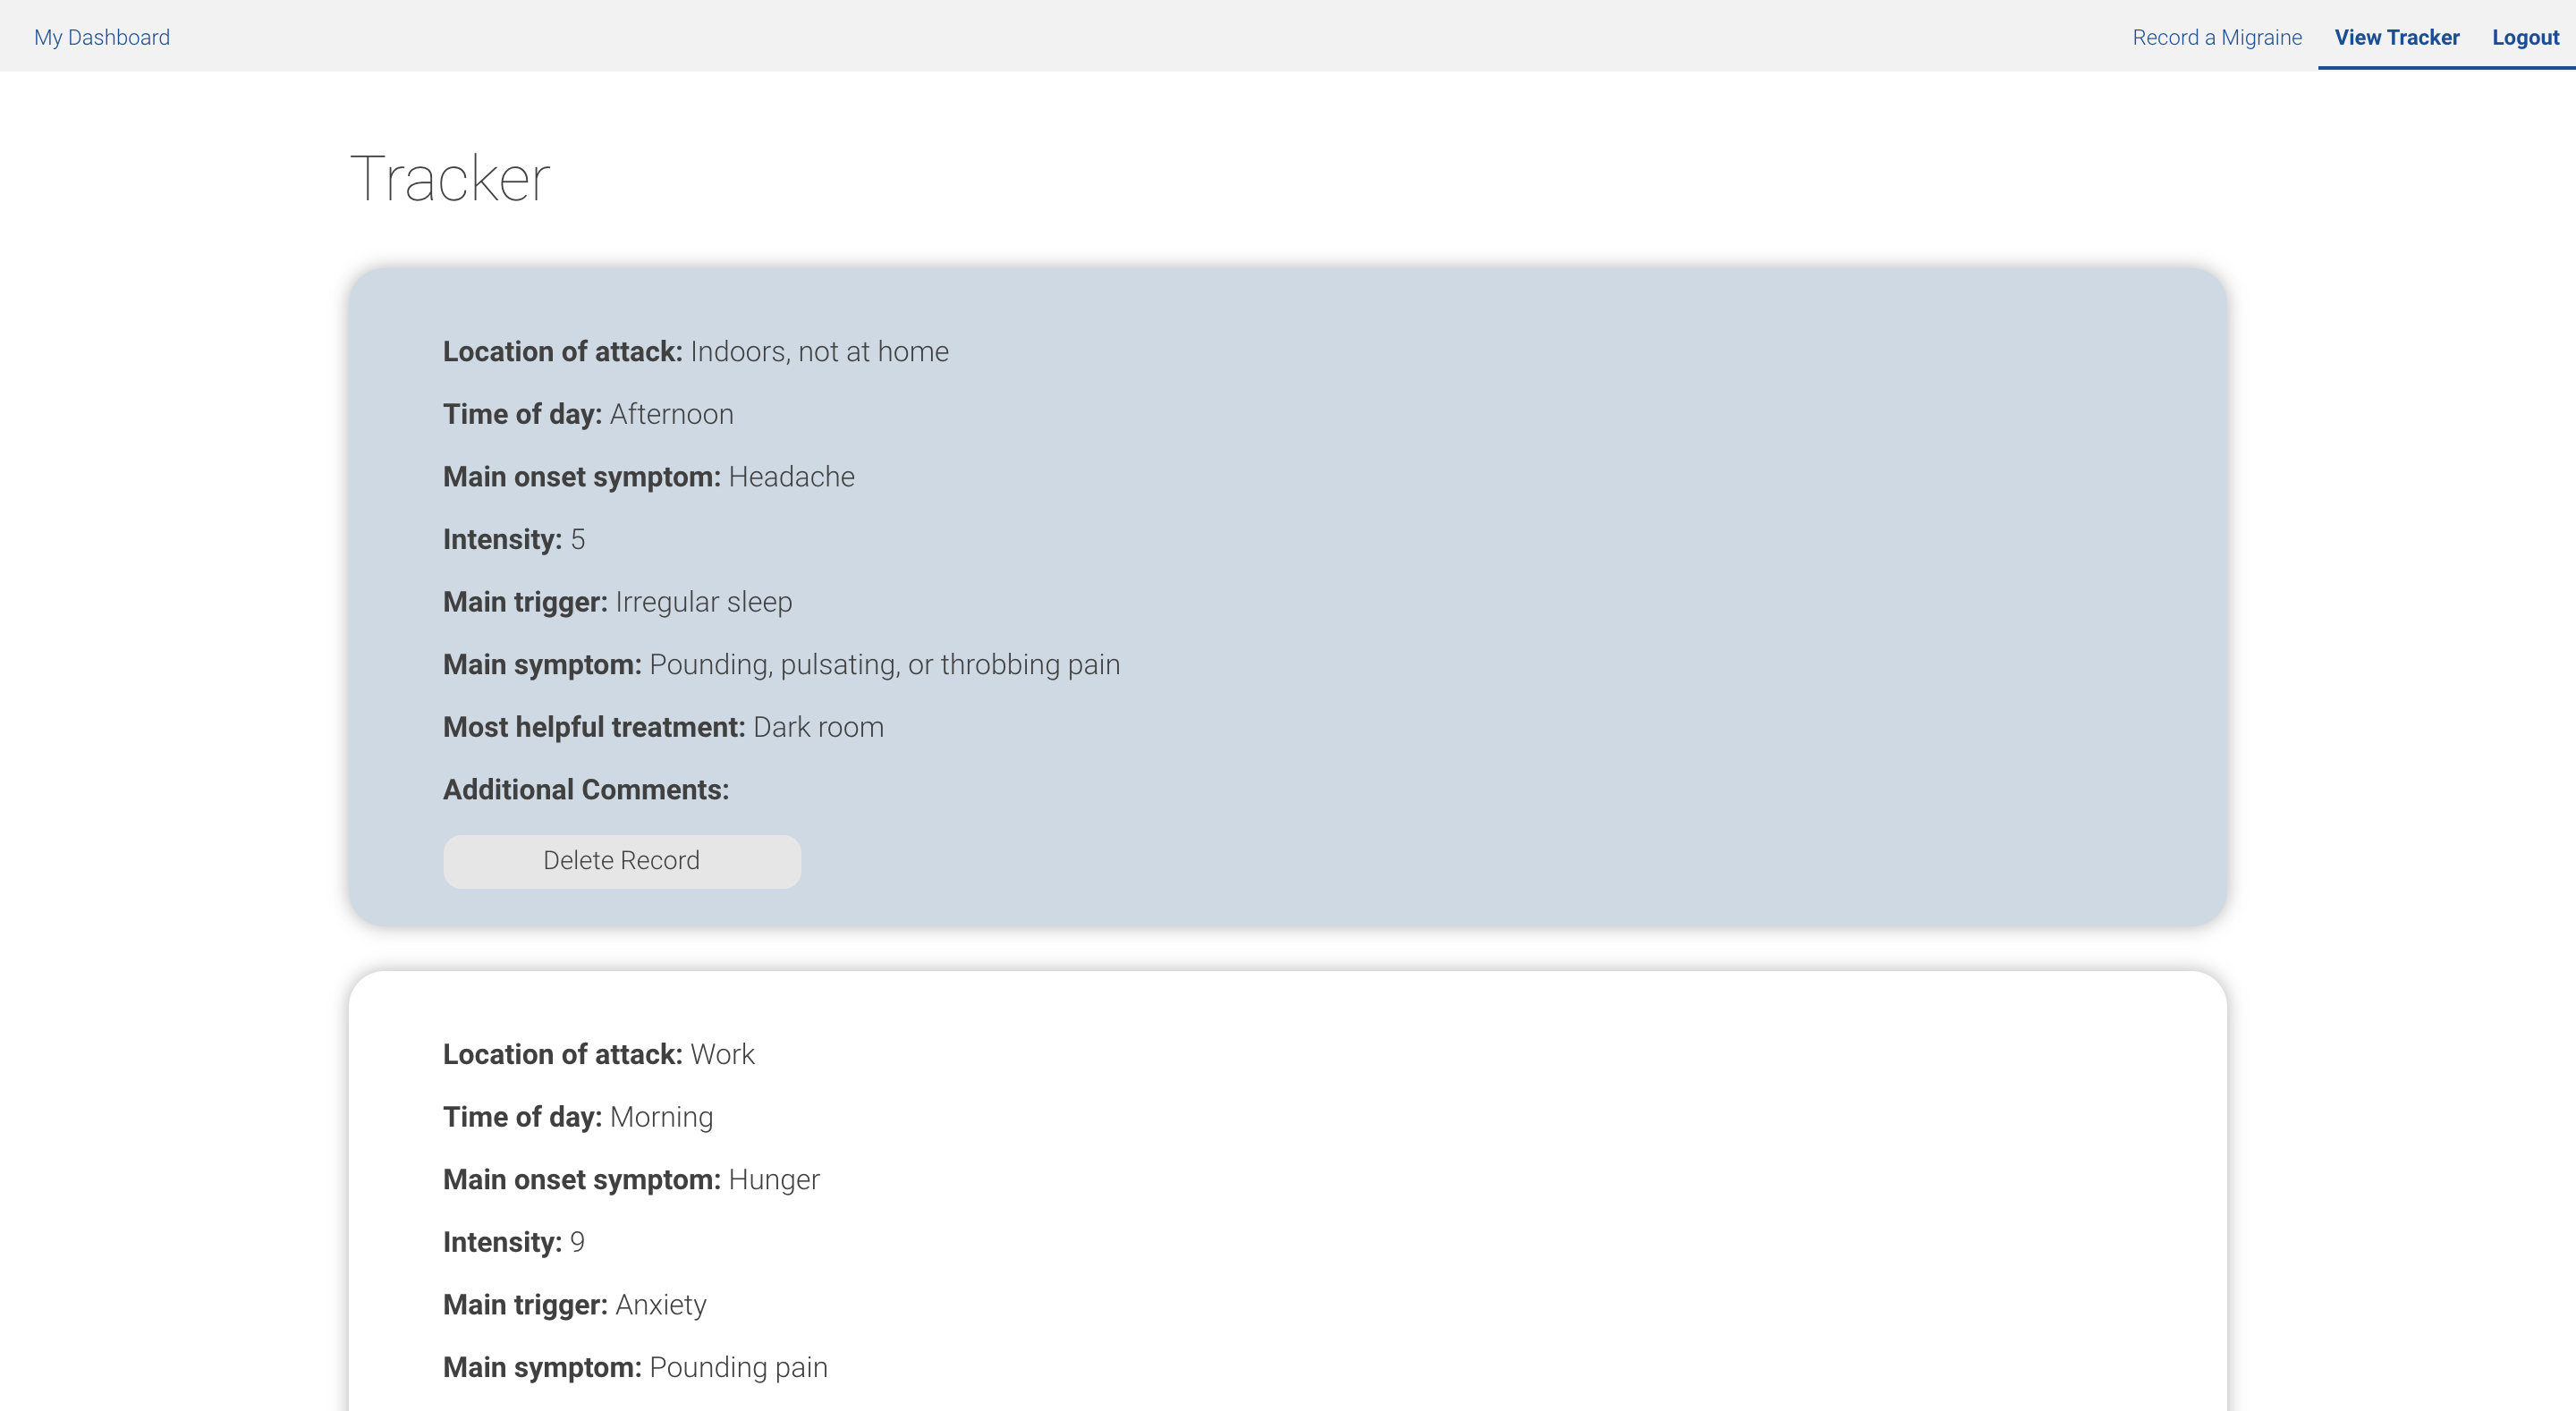 My Dashboard Record a Migraine View Tracker Logout
Tracker
Location of attack: Indoors, not at home
Time of day: Afternoon
Main onset symptom: Headache
Intensity: 5
Main trigger: Irregular sleep
Main symptom: Pounding, pulsating, or throbbing pain
Most helpful treatment: Dark room
Additional Comments:
Delete Record
Location of attack: Work
Time of day: Morning
Main onset symptom: Hunger
Intensity: 9
Main trigger: Anxiety
Main symptom: Pounding pain